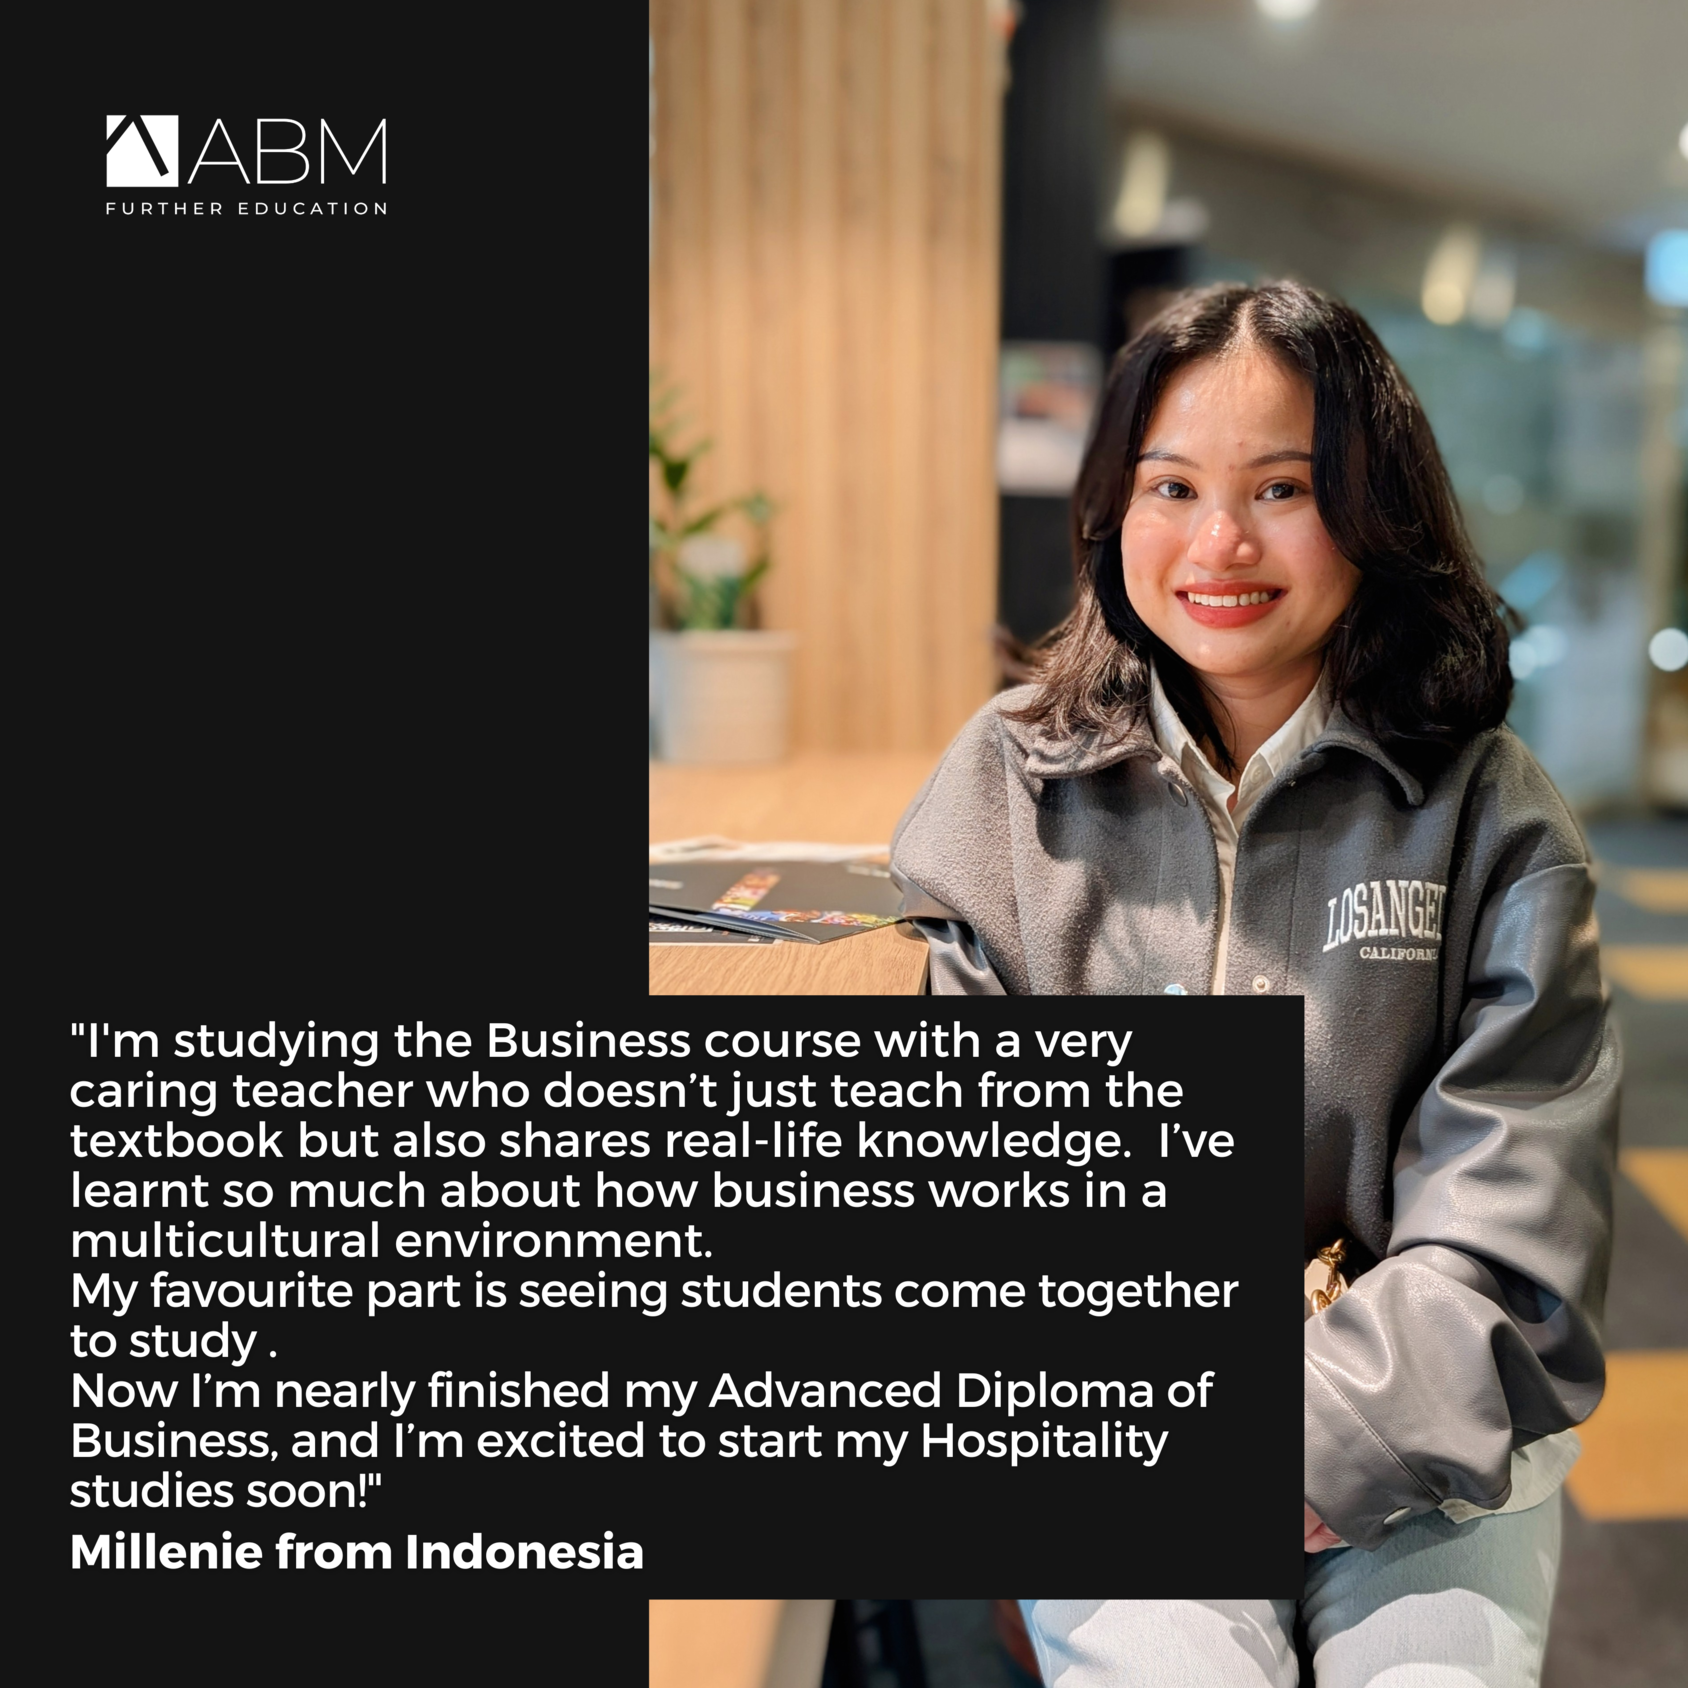 ABM
FURTHER EDUCATION
LOSANGEL
CALIFORNI
"I'm studying the Business course with a very
caring teacher who doesn’t just teach from the
textbook but also shares real-life knowledge.  I’ve
learnt so much about how business works in a
multicultural environment.
My favourite part is seeing students come together
to study .
Now I’m nearly finished my Advanced Diploma of
Business, and I’m excited to start my Hospitality
studies soon!"
Millenie from Indonesia